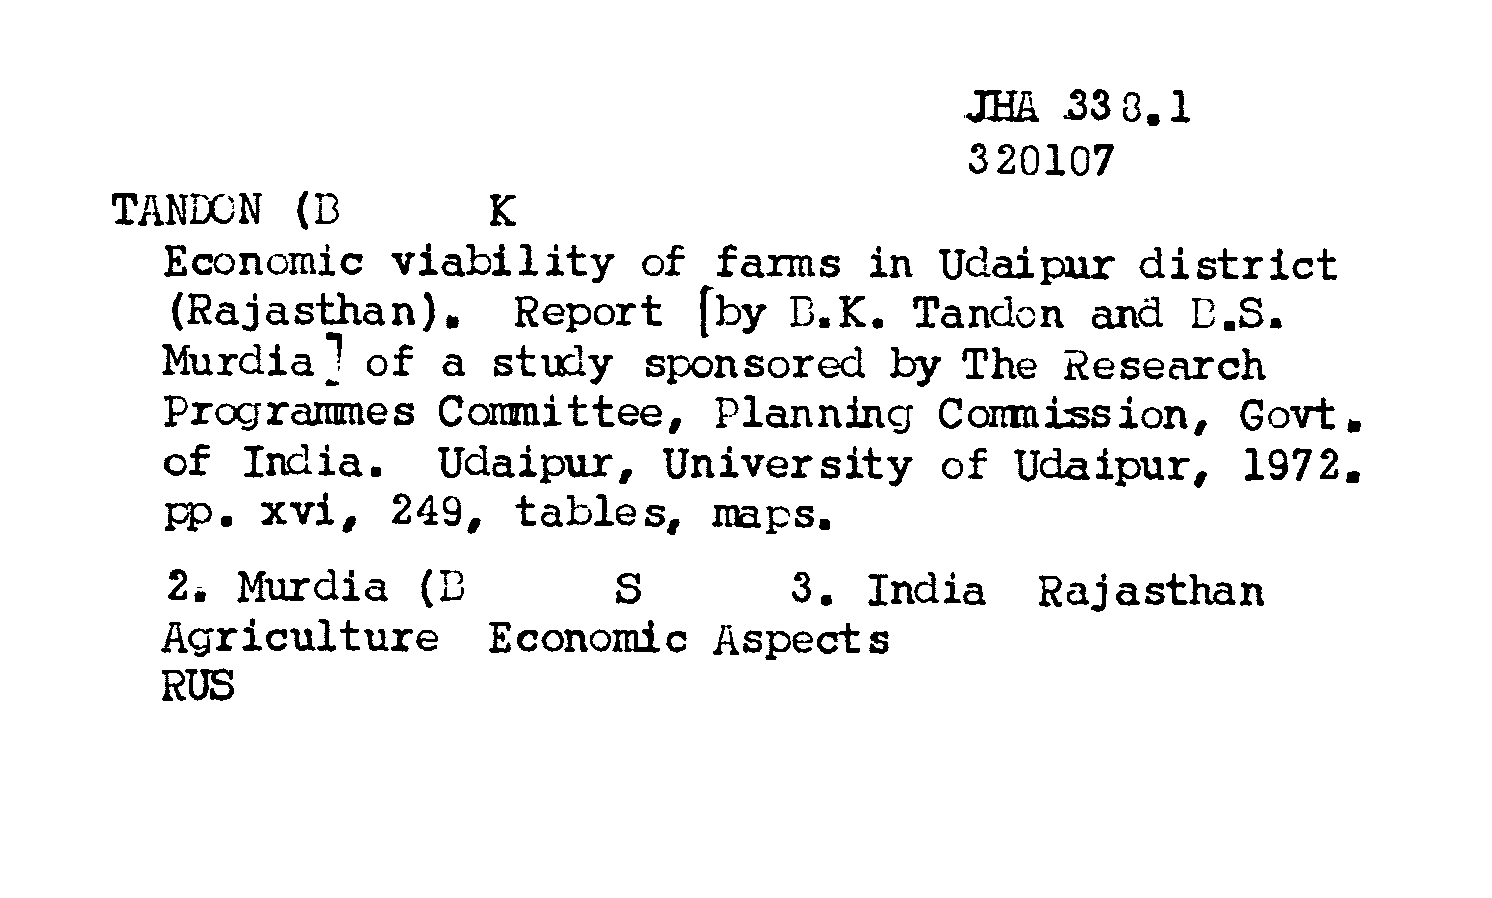 JHA 338.1
320107
TANDON (B K
Economic viability of farms in Udaipur district
(Rajasthan). Report [by B.K. Tandon and B.S.
Murdia] of a study sponsored by The Research
Programmes Committee, Planning Commission, Govt.
of India. Udaipur, University of Udaipur, 1972.
pp. xvi, 249, tables, maps.
2. Murdia (B S 3. India Rajasthan
Agriculture Economic Aspects
RUS